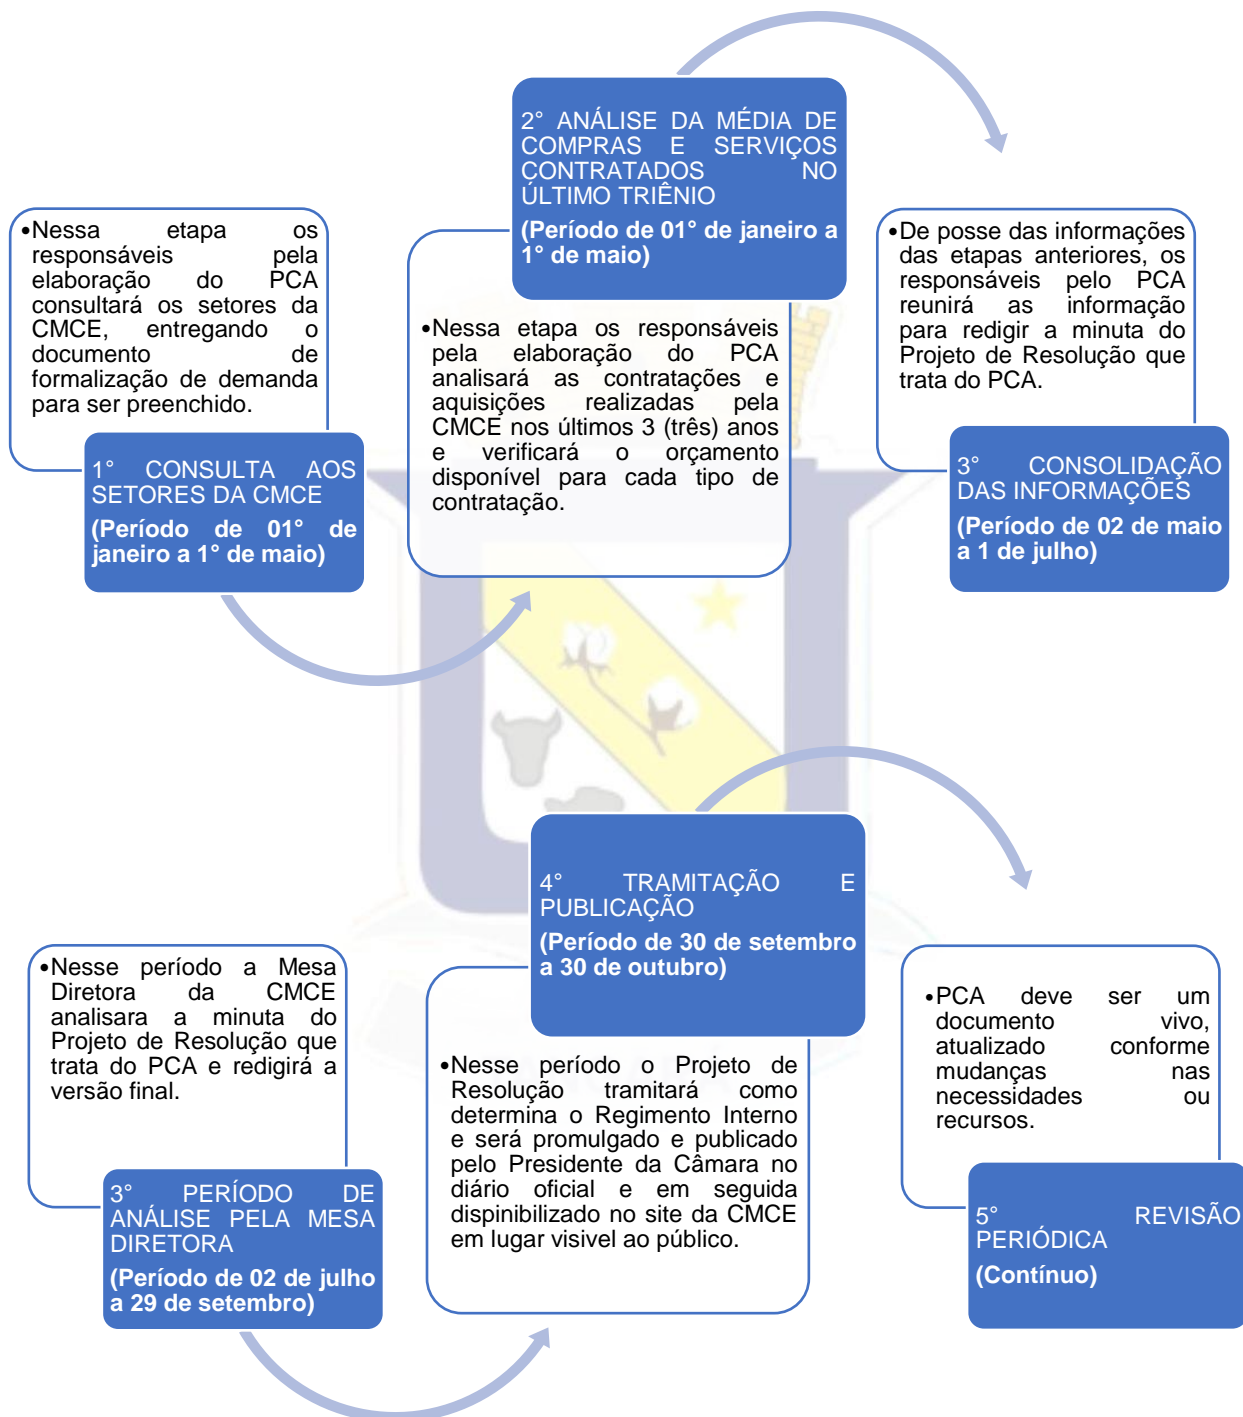 •Nessa etapa os
responsáveis pela
elaboração do PCA
consultará os setores da
CMCE, entregando o
documento de
formalização de demanda
para ser preenchido.
1° CONSULTA AOS
SETORES DA CMCE
(Período de 01° de
janeiro a 1° de maio)
2° ANÁLISE DA MÉDIA DE
COMPRAS E SERVIÇOS
CONTRATADOS NO
ÚLTIMO TRIÊNIO
(Período de 01° de janeiro a
1° de maio)
•Nessa etapa os responsáveis
pela elaboração do PCA
analisará as contratações e
aquisições realizadas pela
CMCE nos últimos 3 (três) anos
e verificará o orçamento
disponível para cada tipo de
contratação.
•De posse das informações
das etapas anteriores, os
responsáveis pelo PCA
reunirá as informação
para redigir a minuta do
Projeto de Resolução que
trata do PCA.
3° CONSOLIDAÇÃO
DAS INFORMAÇÕES
(Período de 02 de maio
a 1 de julho)
•Nesse período a Mesa
Diretora da CMCE
analisara a minuta do
Projeto de Resolução que
trata do PCA e redigirá a
versão final.
3° PERÍODO DE
ANÁLISE PELA MESA
DIRETORA
(Período de 02 de julho
a 29 de setembro)
4° TRAMITAÇÃO E
PUBLICAÇÃO
(Período de 30 de setembro
a 30 de outubro)
•Nesse período o Projeto de
Resolução tramitará como
determina o Regimento Interno
e será promulgado e publicado
pelo Presidente da Câmara no
diário oficial e em seguida
dispinibilizado no site da CMCE
em lugar visivel ao público.
•PCA deve ser um
documento vivo,
atualizado conforme
mudanças nas
necessidades ou
recursos.
5° REVISÃO
PERIÓDICA
(Contínuo)